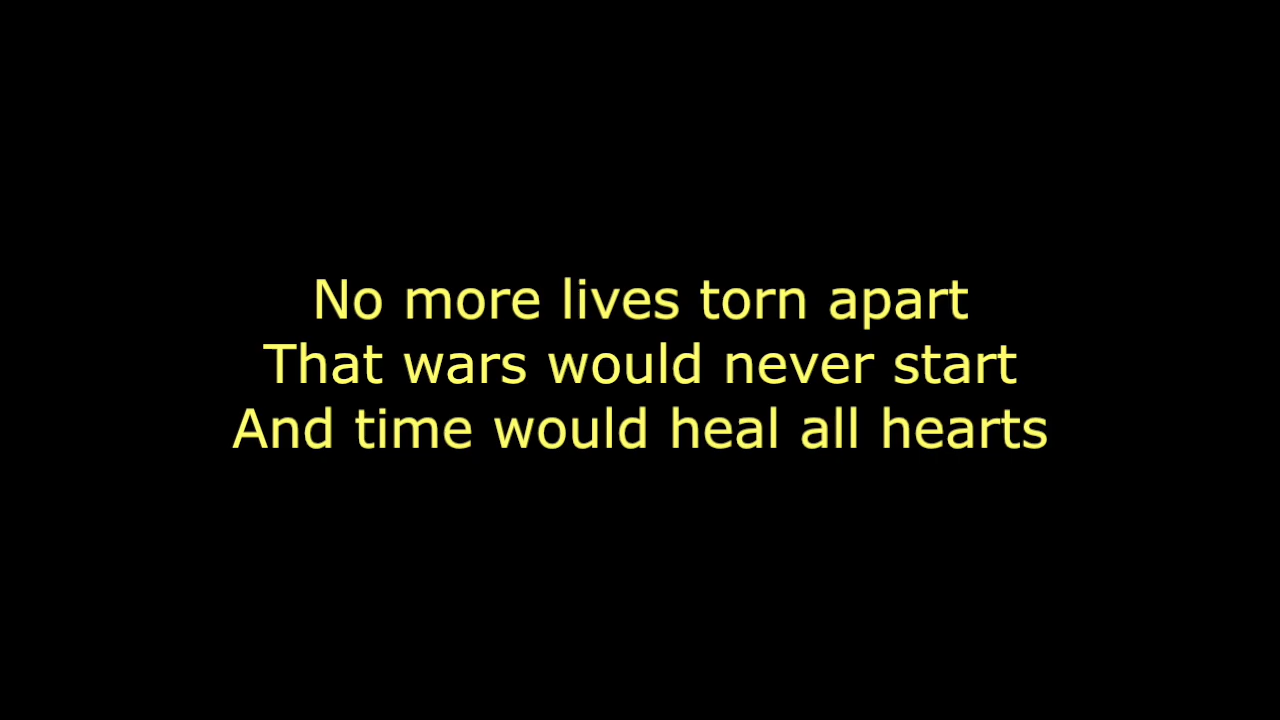 No more lives torn apart
That wars would never start
And time would heal all hearts